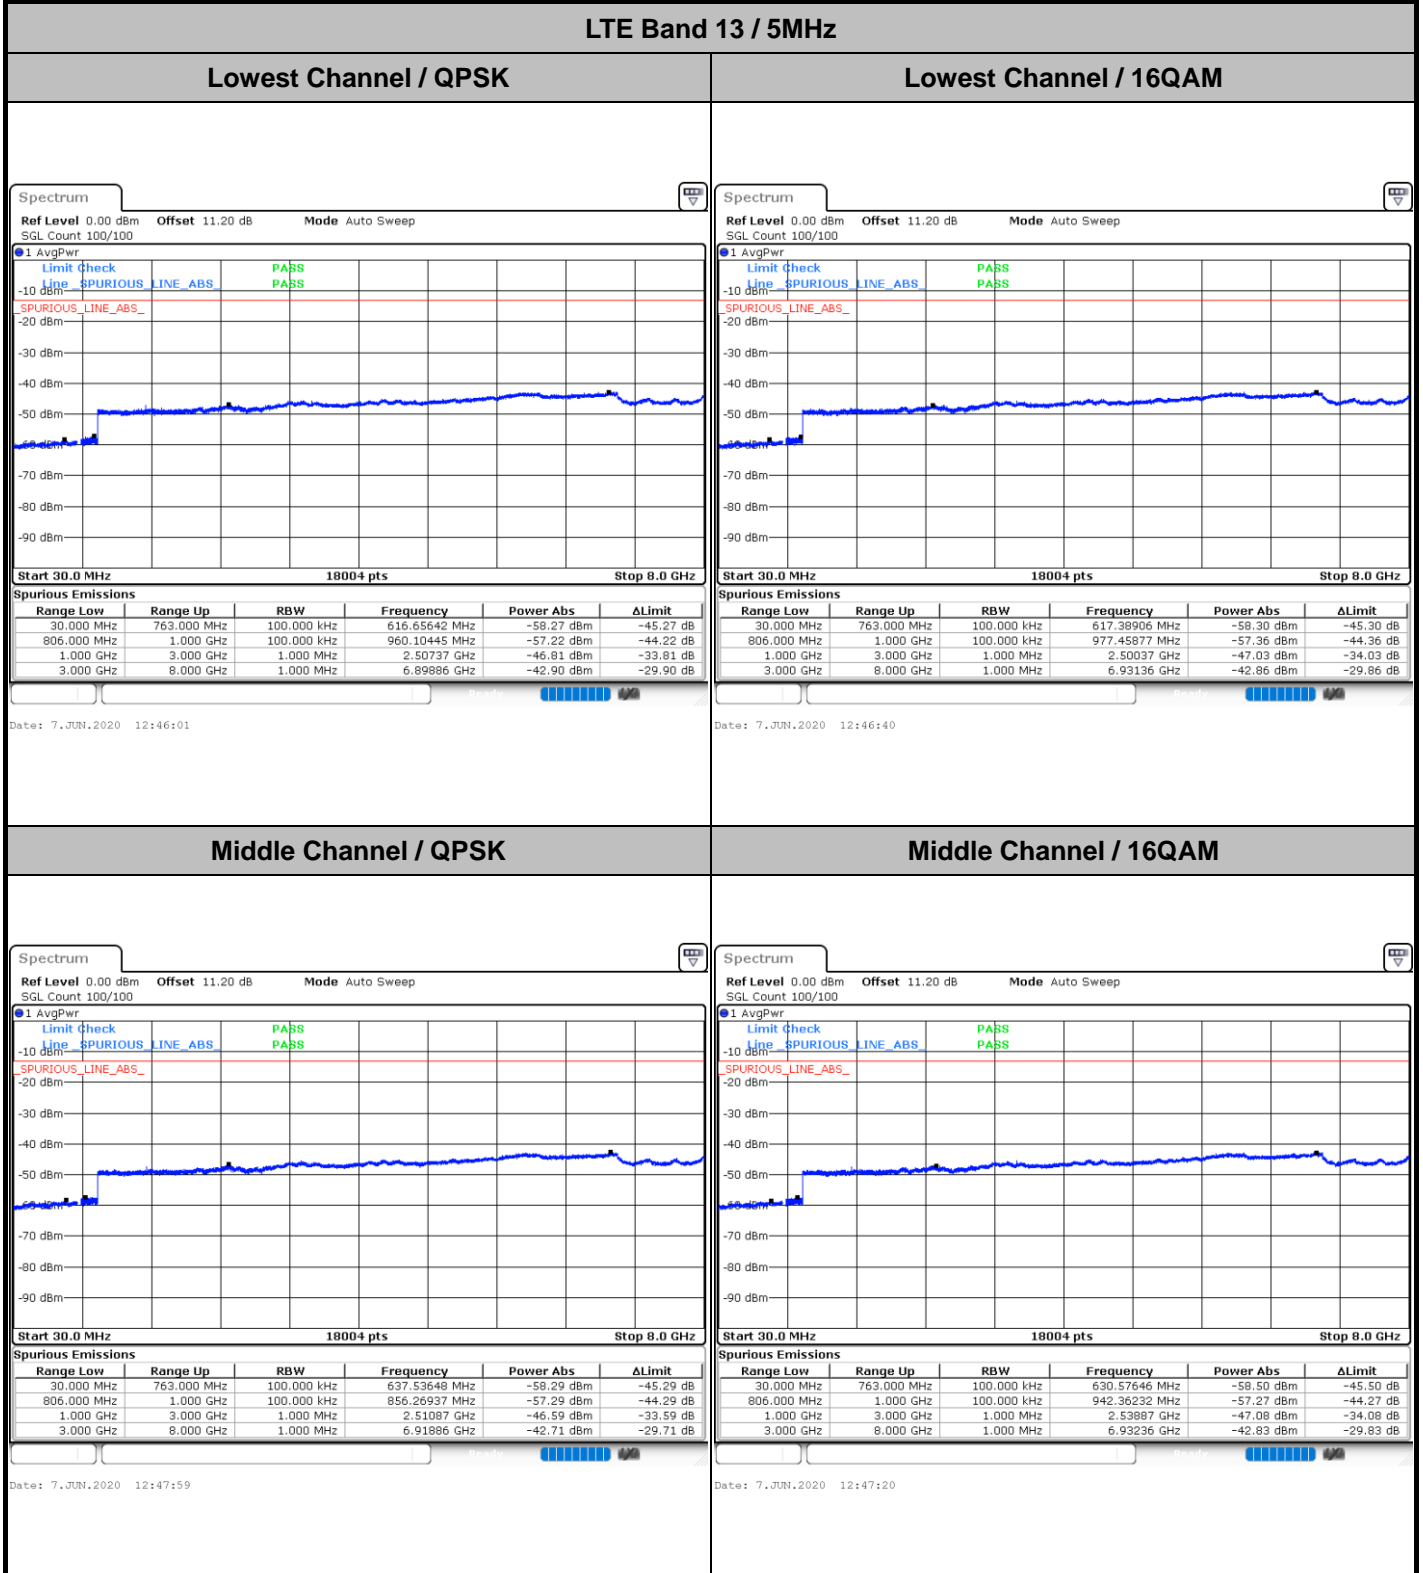 LTE Band 13 / 5MHz
Lowest Channel / QPSK
Lowest Channel / 16QAM
Spectrum
Ref Level 0.00 dBm Offset 11.20 dB Mode Auto Sweep
SGL Count 100/100
1 AvgPwr
Limit Check PASS
Line _SPURIOUS_LINE_ABS_ PASS
-10 dBm
_SPURIOUS_LINE_ABS_
-20 dBm
-30 dBm
-40 dBm
-50 dBm
-60 dBm
-70 dBm
-80 dBm
-90 dBm
Start 30.0 MHz 18004 pts Stop 8.0 GHz
Spurious Emissions
Range Low Range Up RBW Frequency Power Abs ΔLimit
30.000 MHz 763.000 MHz 100.000 kHz 616.65642 MHz -58.27 dBm -45.27 dB
806.000 MHz 1.000 GHz 100.000 kHz 960.10445 MHz -57.22 dBm -44.22 dB
1.000 GHz 3.000 GHz 1.000 MHz 2.50737 GHz -46.81 dBm -33.81 dB
3.000 GHz 8.000 GHz 1.000 MHz 6.89886 GHz -42.90 dBm -29.90 dB
Date: 7.JUN.2020 12:46:01
Spectrum
Ref Level 0.00 dBm Offset 11.20 dB Mode Auto Sweep
SGL Count 100/100
1 AvgPwr
Limit Check PASS
Line _SPURIOUS_LINE_ABS_ PASS
-10 dBm
_SPURIOUS_LINE_ABS_
-20 dBm
-30 dBm
-40 dBm
-50 dBm
-60 dBm
-70 dBm
-80 dBm
-90 dBm
Start 30.0 MHz 18004 pts Stop 8.0 GHz
Spurious Emissions
Range Low Range Up RBW Frequency Power Abs ΔLimit
30.000 MHz 763.000 MHz 100.000 kHz 617.38906 MHz -58.30 dBm -45.30 dB
806.000 MHz 1.000 GHz 100.000 kHz 977.45877 MHz -57.36 dBm -44.36 dB
1.000 GHz 3.000 GHz 1.000 MHz 2.50037 GHz -47.03 dBm -34.03 dB
3.000 GHz 8.000 GHz 1.000 MHz 6.93136 GHz -42.86 dBm -29.86 dB
Ready
Date: 7.JUN.2020 12:46:40
Middle Channel / QPSK
Middle Channel / 16QAM
Spectrum
Ref Level 0.00 dBm Offset 11.20 dB Mode Auto Sweep
SGL Count 100/100
1 AvgPwr
Limit Check PASS
Line _SPURIOUS_LINE_ABS_ PASS
-10 dBm
_SPURIOUS_LINE_ABS_
-20 dBm
-30 dBm
-40 dBm
-50 dBm
-60 dBm
-70 dBm
-80 dBm
-90 dBm
Start 30.0 MHz 18004 pts Stop 8.0 GHz
Spurious Emissions
Range Low Range Up RBW Frequency Power Abs ΔLimit
30.000 MHz 763.000 MHz 100.000 kHz 637.53648 MHz -58.29 dBm -45.29 dB
806.000 MHz 1.000 GHz 100.000 kHz 856.26937 MHz -57.29 dBm -44.29 dB
1.000 GHz 3.000 GHz 1.000 MHz 2.51087 GHz -46.59 dBm -33.59 dB
3.000 GHz 8.000 GHz 1.000 MHz 6.91886 GHz -42.71 dBm -29.71 dB
Date: 7.JUN.2020 12:47:59
Spectrum
Ref Level 0.00 dBm Offset 11.20 dB Mode Auto Sweep
SGL Count 100/100
1 AvgPwr
Limit Check PASS
Line _SPURIOUS_LINE_ABS_ PASS
-10 dBm
_SPURIOUS_LINE_ABS_
-20 dBm
-30 dBm
-40 dBm
-50 dBm
-60 dBm
-70 dBm
-80 dBm
-90 dBm
Start 30.0 MHz 18004 pts Stop 8.0 GHz
Spurious Emissions
Range Low Range Up RBW Frequency Power Abs ΔLimit
30.000 MHz 763.000 MHz 100.000 kHz 630.57646 MHz -58.50 dBm -45.50 dB
806.000 MHz 1.000 GHz 100.000 kHz 942.36232 MHz -57.27 dBm -44.27 dB
1.000 GHz 3.000 GHz 1.000 MHz 2.53887 GHz -47.08 dBm -34.08 dB
3.000 GHz 8.000 GHz 1.000 MHz 6.93236 GHz -42.83 dBm -29.83 dB
Date: 7.JUN.2020 12:47:20